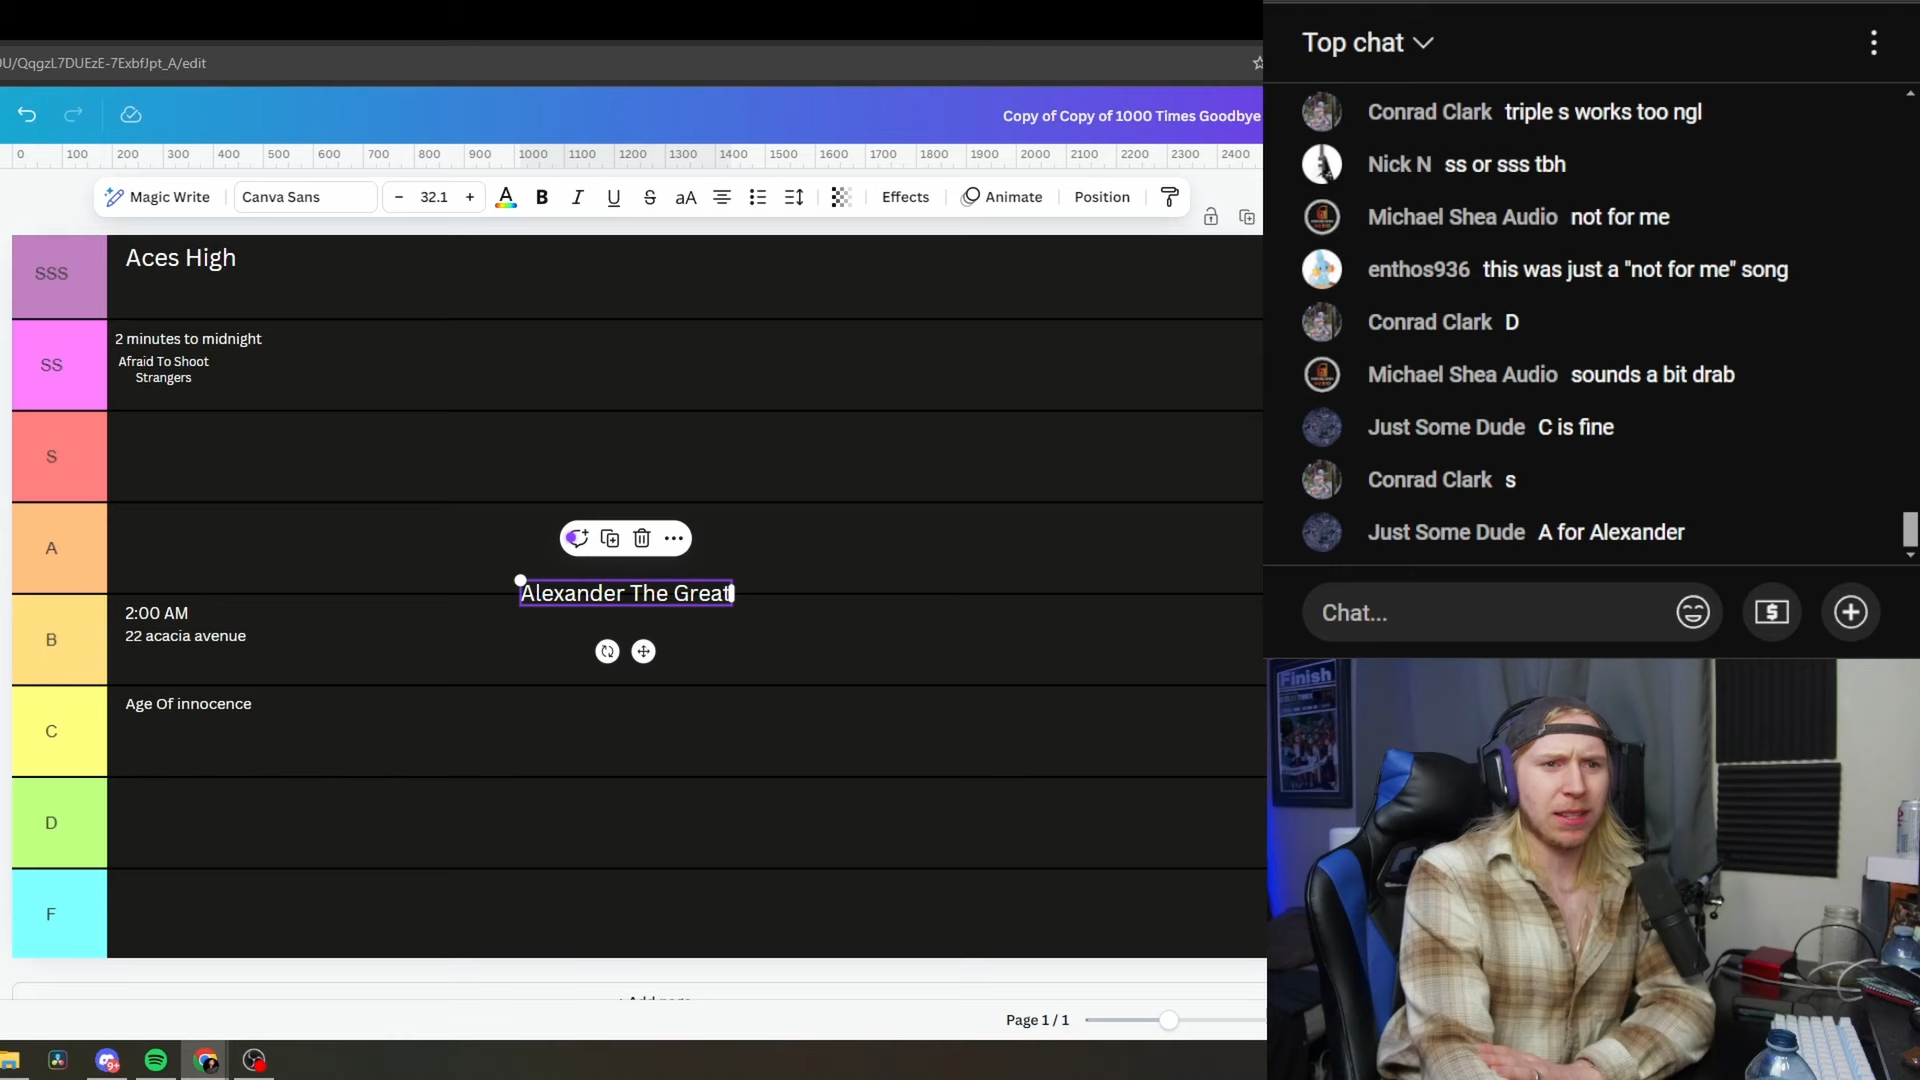 U/QqgzL7DUEzE-7ExbfJpt_A/edit
Copy of Copy of 1000 Times Goodbye
0 100 200 300 400 500 600 700 800 900 1000 1100 1200 1300 1400 1500 1600 1700 1800 1900 2000 2100 2200 2300 2400
Magic Write Canva Sans – 32.1 + A B I U S aA Effects Animate Position
SSS Aces High
SS 2 minutes to midnight
Afraid To Shoot
Strangers
S
A
Alexander The Great
B 2:00 AM
22 acacia avenue
C Age Of innocence
D
F
Page 1 / 1
9+
Top chat
Conrad Clark triple s works too ngl
Nick N ss or sss tbh
Michael Shea Audio not for me
enthos936 this was just a "not for me" song
Conrad Clark D
Michael Shea Audio sounds a bit drab
Just Some Dude C is fine
Conrad Clark s
Just Some Dude A for Alexander
Chat...
Finish